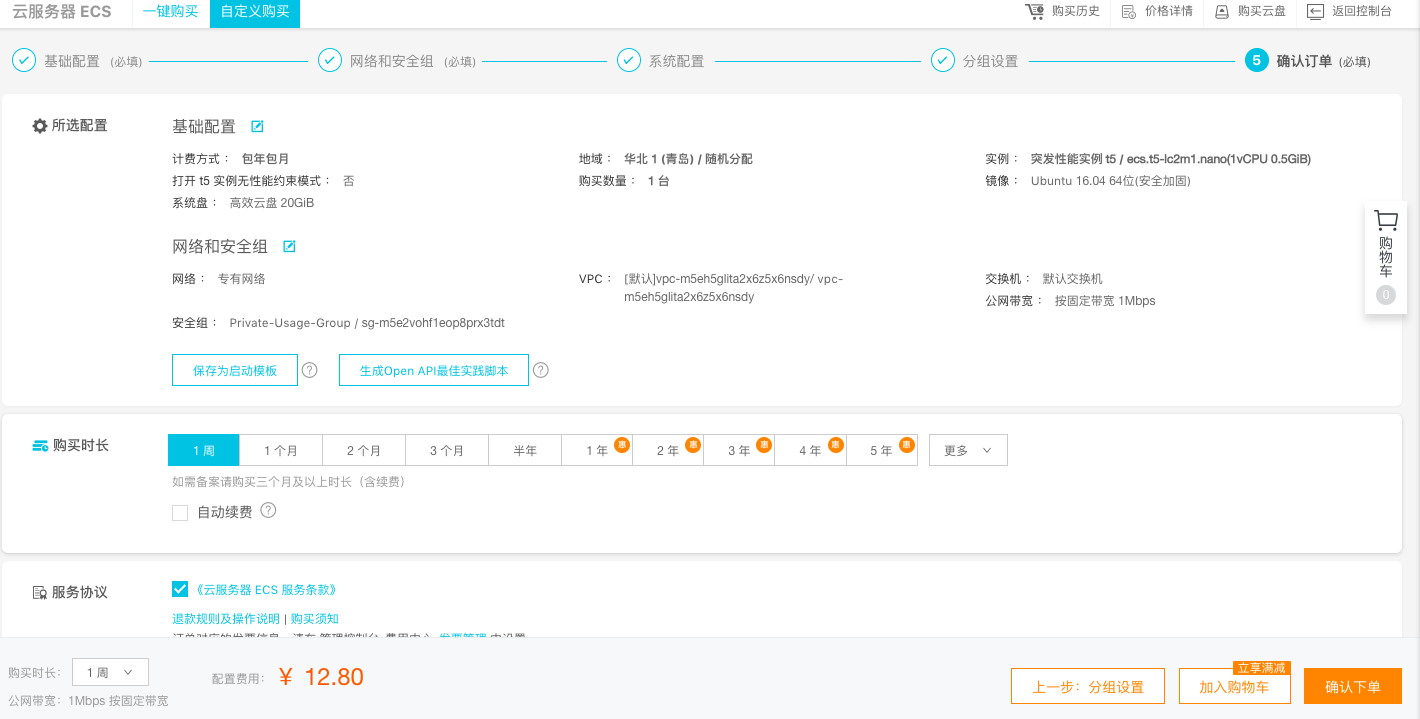 云服务器 ECS 一键购买 自定义购买 购买历史 价格详情 购买云盘 返回控制台
基础配置 (必填) 网络和安全组 (必填) 系统配置 分组设置 5 确认订单 (必填)
所选配置
基础配置
计费方式： 包年包月 地域： 华北 1 (青岛) / 随机分配 实例： 突发性能实例 t5 / ecs.t5-lc2m1.nano(1vCPU 0.5GiB)
打开 t5 实例无性能约束模式： 否 购买数量： 1 台 镜像： Ubuntu 16.04 64位(安全加固)
系统盘： 高效云盘 20GiB
网络和安全组
网络： 专有网络 VPC： [默认]vpc-m5eh5glita2x6z5x6nsdy/ vpc-
m5eh5glita2x6z5x6nsdy 交换机： 默认交换机
公网带宽： 按固定带宽 1Mbps
安全组： Private-Usage-Group / sg-m5e2vohf1eop8prx3tdt
保存为启动模板 ? 生成Open API最佳实践脚本 ?
购物车
0
购买时长
1 周 1 个月 2 个月 3 个月 半年 1 年 惠 2 年 惠 3 年 惠 4 年 惠 5 年 惠 更多
如需备案请购买三个月及以上时长（含续费）
自动续费 ?
服务协议
《云服务器 ECS 服务条款》
退款规则及操作说明 | 购买须知
购买时长： 1 周 配置费用： ¥ 12.80
公网带宽：1Mbps 按固定带宽
上一步：分组设置 加入购物车 立享满减 确认下单